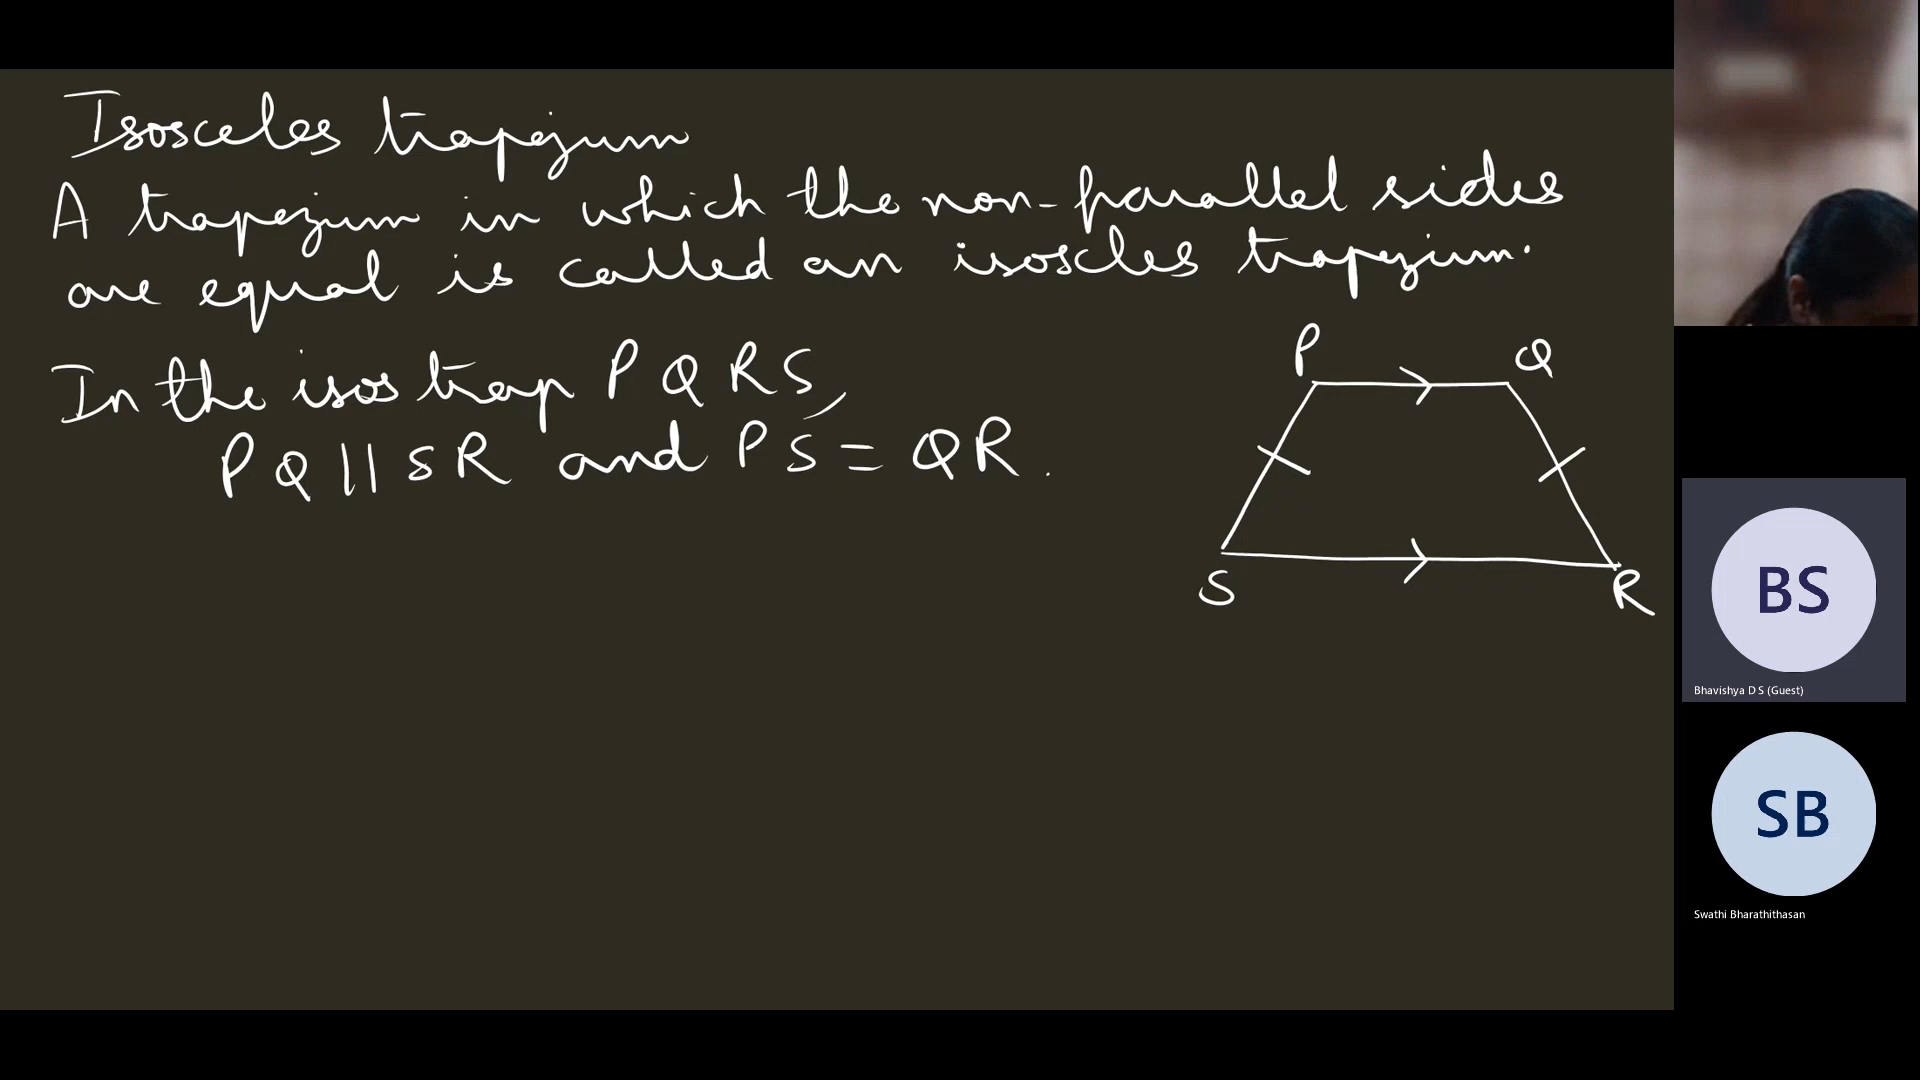 Isosceles trapezium
A trapezium in which the non-parallel sides
are equal is called an isoscles trapezium.
In the isos trap PQRS,
PQ || SR and PS = QR.
P
Q
S
R
BS
Bhavishya D S (Guest)
SB
Swathi Bharathithasan